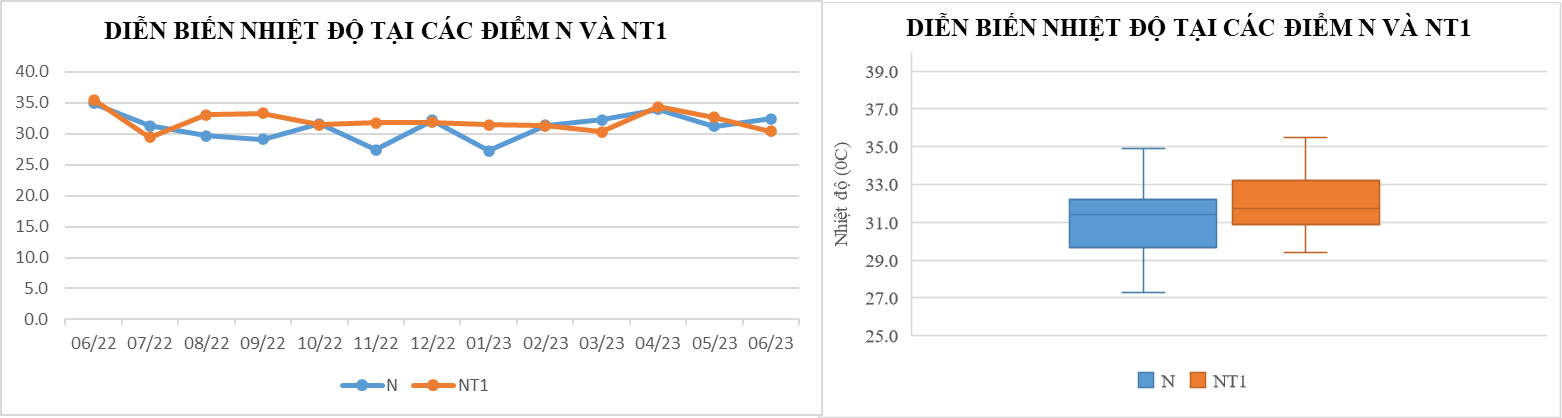 DIỄN BIẾN NHIỆT ĐỘ TẠI CÁC ĐIỂM N VÀ NT1
40.0
35.0
30.0
25.0
20.0
15.0
10.0
5.0
0.0
06/22 07/22 08/22 09/22 10/22 11/22 12/22 01/23 02/23 03/23 04/23 05/23 06/23
N NT1
DIỄN BIẾN NHIỆT ĐỘ TẠI CÁC ĐIỂM N VÀ NT1
Nhiệt độ (0C)
39.0
37.0
35.0
33.0
31.0
29.0
27.0
25.0
N NT1